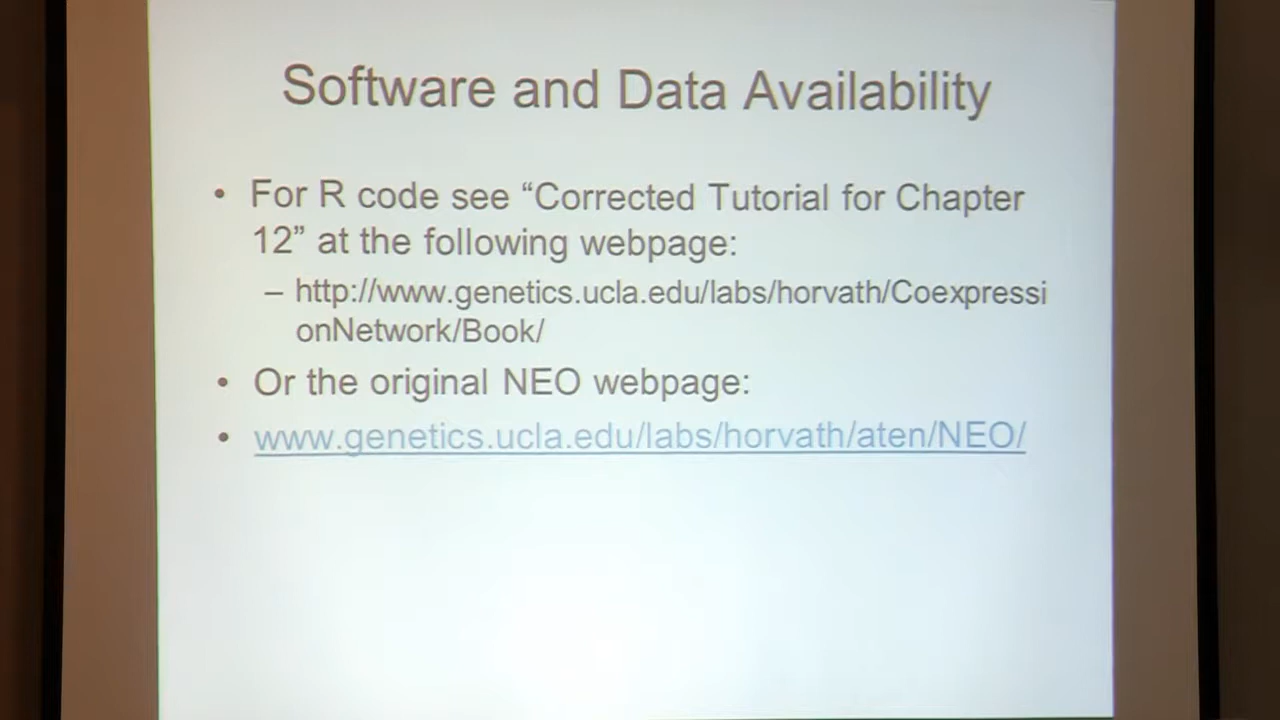 Software and Data Availability
• For R code see “Corrected Tutorial for Chapter
12” at the following webpage:
– http://www.genetics.ucla.edu/labs/horvath/Coexpressi
onNetwork/Book/
• Or the original NEO webpage:
• www.genetics.ucla.edu/labs/horvath/aten/NEO/